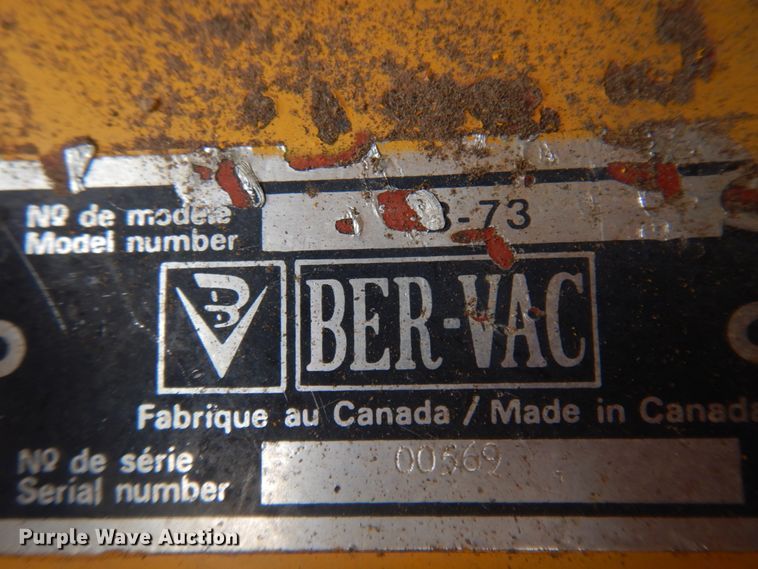 Nº de modèle
Model number
-73
BV
BER-VAC
Fabrique au Canada / Made in Canada
Nº de série
Serial number
00569
Purple Wave Auction